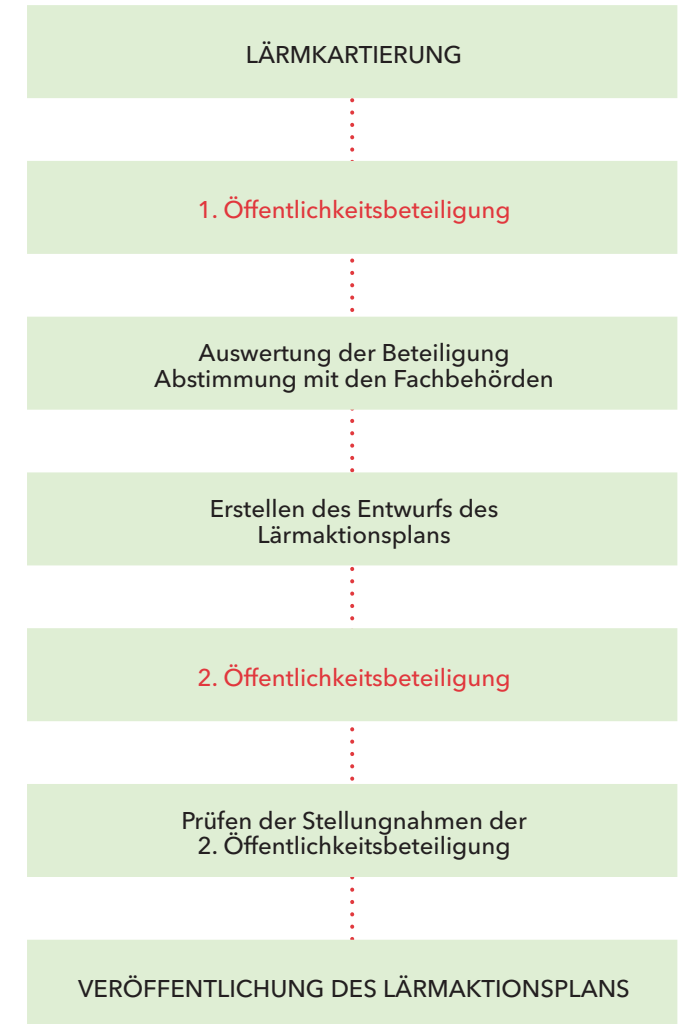 LÄRMKARTIERUNG
1. Öffentlichkeitsbeteiligung
Auswertung der Beteiligung
Abstimmung mit den Fachbehörden
Erstellen des Entwurfs des
Lärmaktionsplans
2. Öffentlichkeitsbeteiligung
Prüfen der Stellungnahmen der
2. Öffentlichkeitsbeteiligung
VERÖFFENTLICHUNG DES LÄRMAKTIONSPLANS